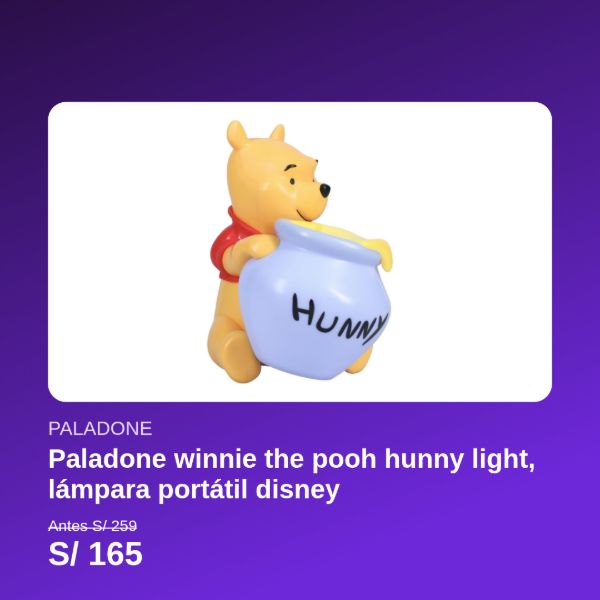 HUNNY
PALADONE
Paladone winnie the pooh hunny light,
lámpara portátil disney
Antes S/ 259
S/ 165